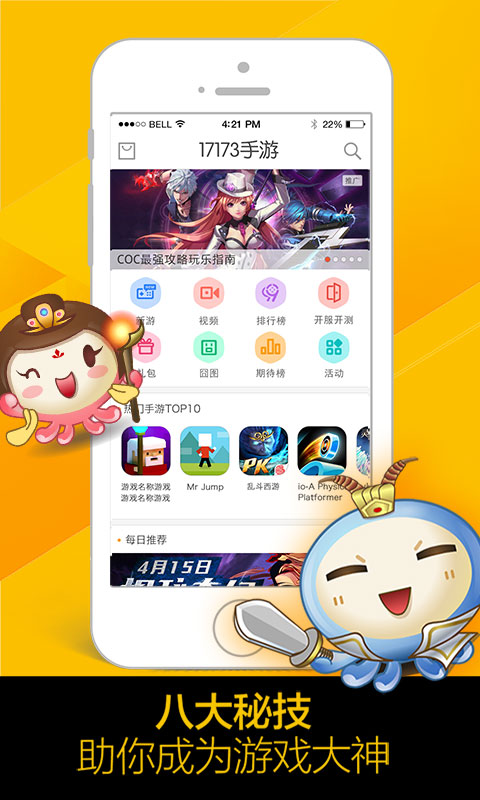 BELL 4:21 PM 22%
17173手游
推广
COC最强攻略玩乐指南
新游 视频 排行榜 开服开测
礼包 囧图 期待榜 活动
热门手游TOP10
PK
游戏名称游戏 Mr Jump 乱斗西游 io-A Physic
游戏名称游戏 Platformer
每日推荐
4月15日
八大秘技
助你成为游戏大神